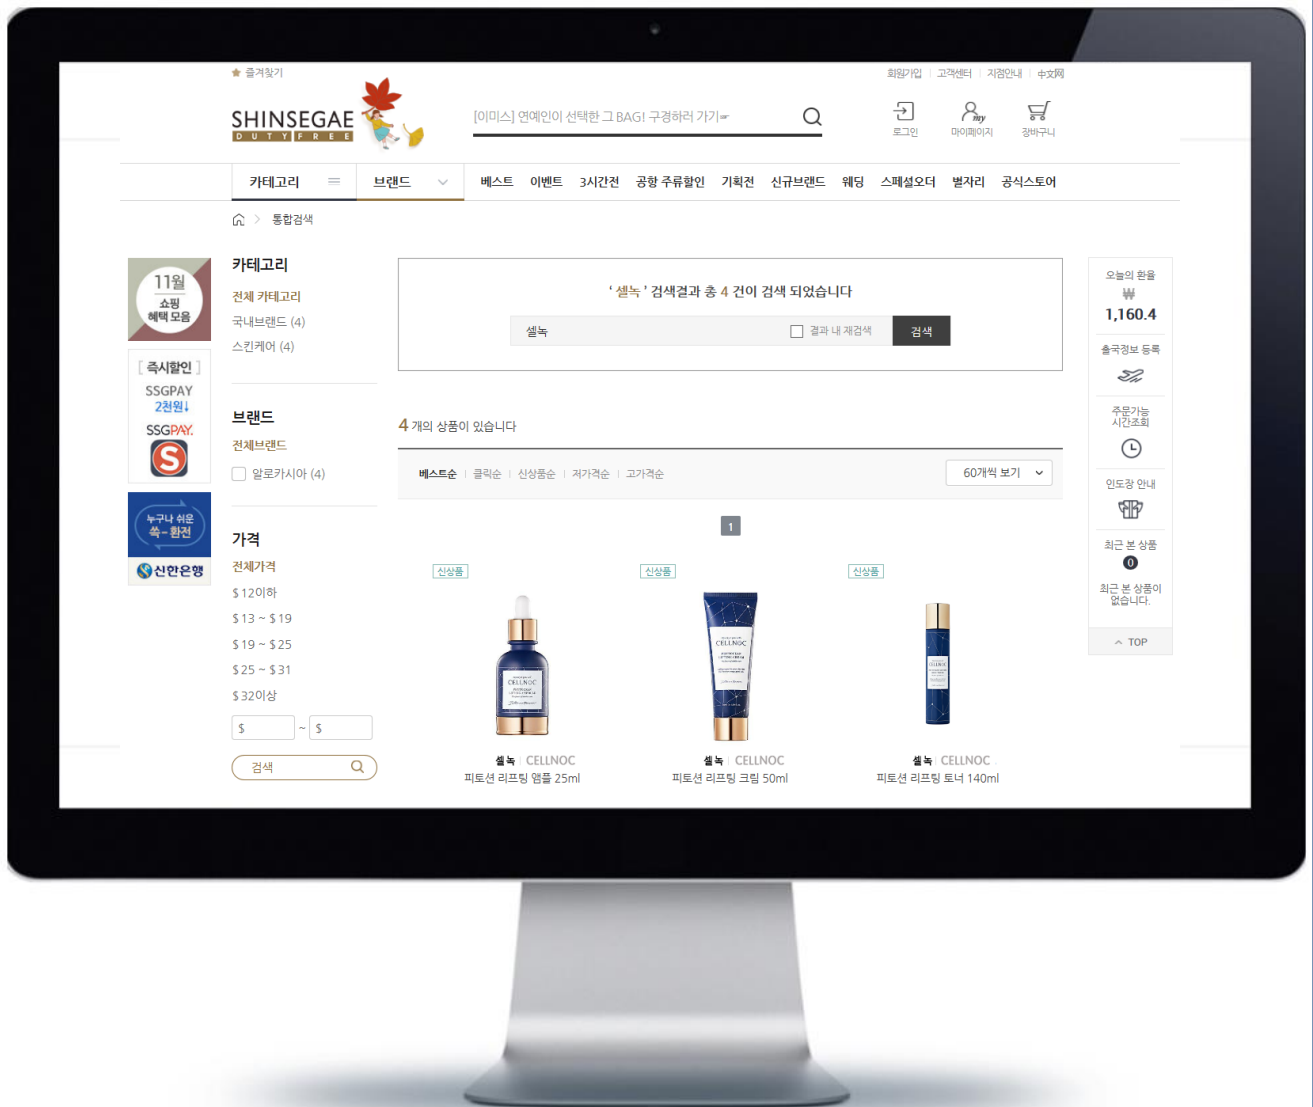 즐겨찾기
회원가입 고객센터 지점안내 中文网
SHINSEGAE
DUTY FREE
[이미스] 연예인이 선택한 그 BAG! 구경하러 가기☞
로그인 my 마이페이지 장바구니
카테고리 브랜드 베스트 이벤트 3시간전 공항 주류할인 기획전 신규브랜드 웨딩 스페셜오더 별자리 공식스토어
통합검색
11월
쇼핑
혜택 모음
[즉시할인]
SSGPAY
2천원↓
SSGPAY.
S
누구나 쉬운
쏙-환전
신한은행
카테고리
전체 카테고리
국내브랜드 (4)
스킨케어 (4)
브랜드
전체브랜드
알로카시아 (4)
가격
전체가격
$ 12이하
$ 13 ~ $ 19
$ 19 ~ $ 25
$ 25 ~ $ 31
$ 32이상
$ ~ $
검색
' 셀녹 ' 검색결과 총 4 건이 검색 되었습니다
셀녹 결과 내 재검색 검색
4 개의 상품이 있습니다
베스트순 클릭순 신상품순 저가격순 고가격순 60개씩 보기
1
신상품 신상품 신상품
CELLNOC CELLNOC CELLNOC
셀녹 CELLNOC
피토션 리프팅 앰플 25ml
셀녹 CELLNOC
피토션 리프팅 크림 50ml
셀녹 CELLNOC
피토션 리프팅 토너 140ml
오늘의 환율
₩
1,160.4
출국정보 등록
주문가능
시간조회
인도장 안내
최근 본 상품
0
최근 본 상품이
없습니다.
TOP